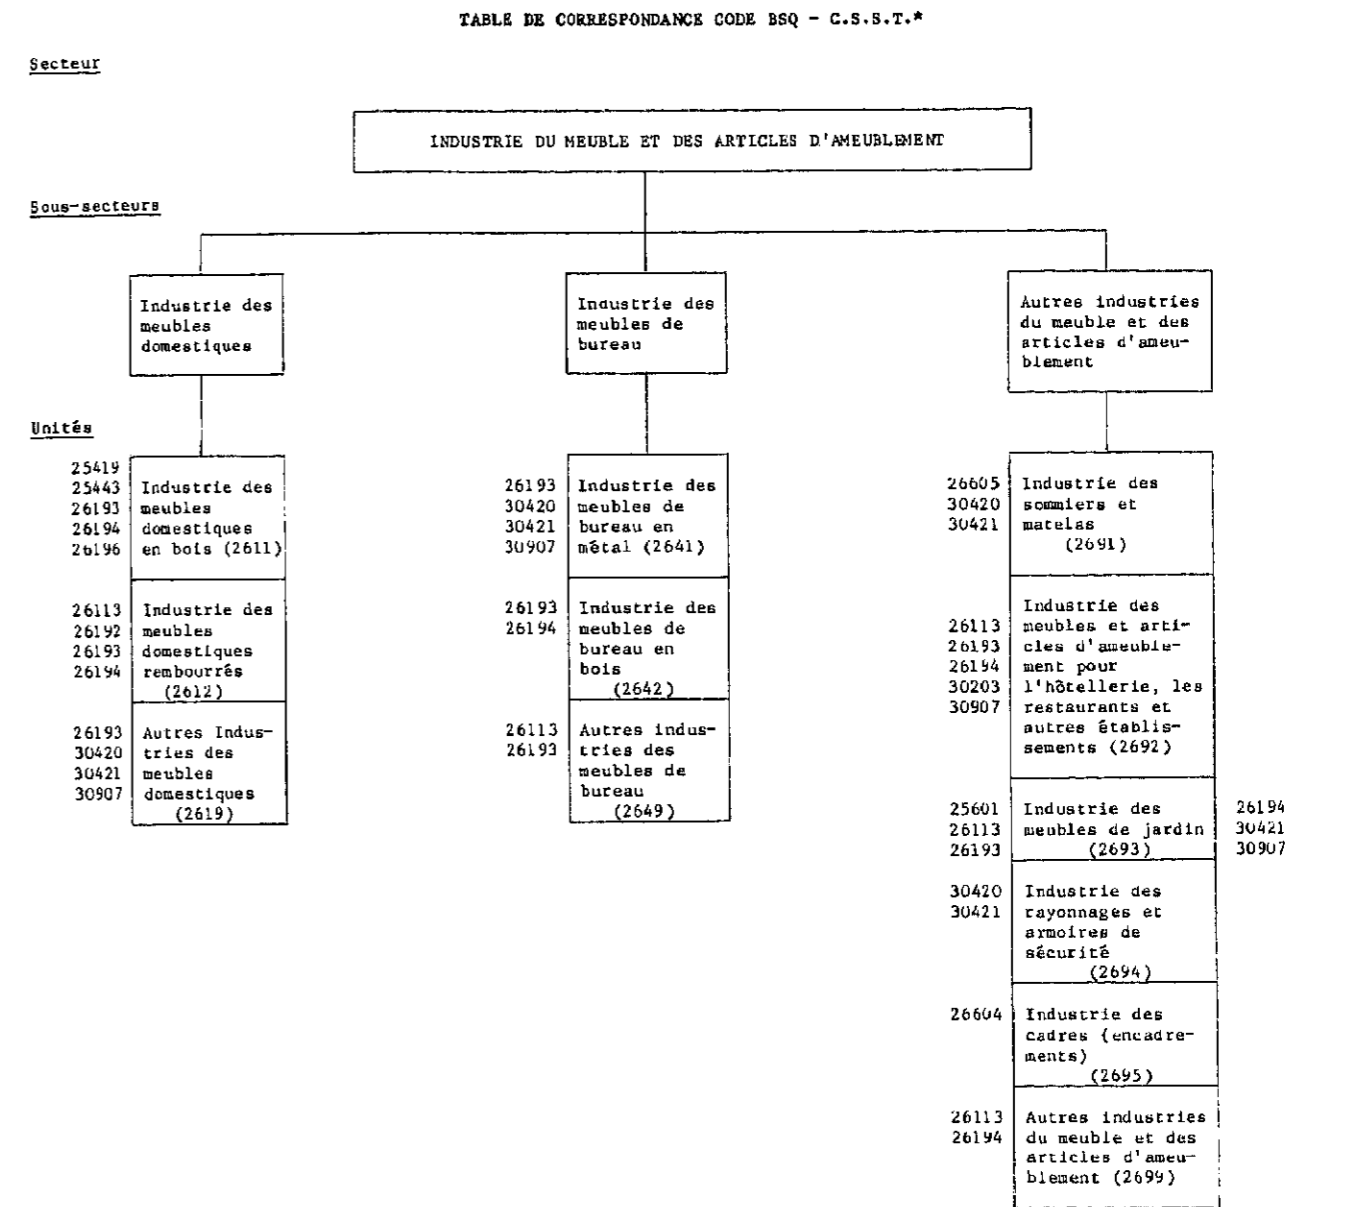 TABLE DE CORRESPONDANCE CODE BSQ - C.S.S.T.*
Secteur
INDUSTRIE DU MEUBLE ET DES ARTICLES D'AMEUBLEMENT
Sous-secteurs
Industrie des
meubles
domestiques
Industrie des
meubles de
bureau
Autres industries
du meuble et des
articles d'ameu-
blement
Unités
25419
25443 Industrie des
26193 meubles
26194 domestiques
26196 en bois (2611)
26113 Industrie des
26192 meubles
26193 domestiques
26194 rembourrés
(2612)
26193 Autres Indus-
30420 tries des
30421 meubles
30907 domestiques
(2619)
26193 Industrie des
30420 meubles de
30421 bureau en
30907 métal (2641)
26193 Industrie des
26194 meubles de
bureau en
bois
(2642)
26113 Autres indus-
26193 tries des
meubles de
bureau
(2649)
26605 Industrie des
30420 sommiers et
30421 matelas
(2691)
Industrie des
26113 meubles et arti-
26193 cles d'ameuble-
26194 ment pour
30203 l'hôtellerie, les
30907 restaurants et
autres établis-
sements (2692)
25601 Industrie des 26194
26113 meubles de jardin 30421
26193 (2693) 30907
30420 Industrie des
30421 rayonnages et
armoires de
sécurité
(2694)
26604 Industrie des
cadres (encadre-
ments)
(2695)
26113 Autres industries
26194 du meuble et des
articles d'ameu-
blement (2699)